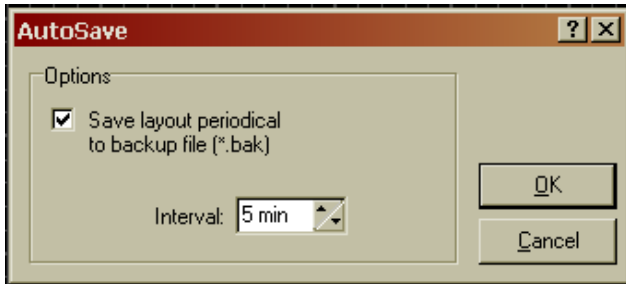 AutoSave
Options
Save layout periodical
to backup file (*.bak)
Interval: 5 min
OK
Cancel